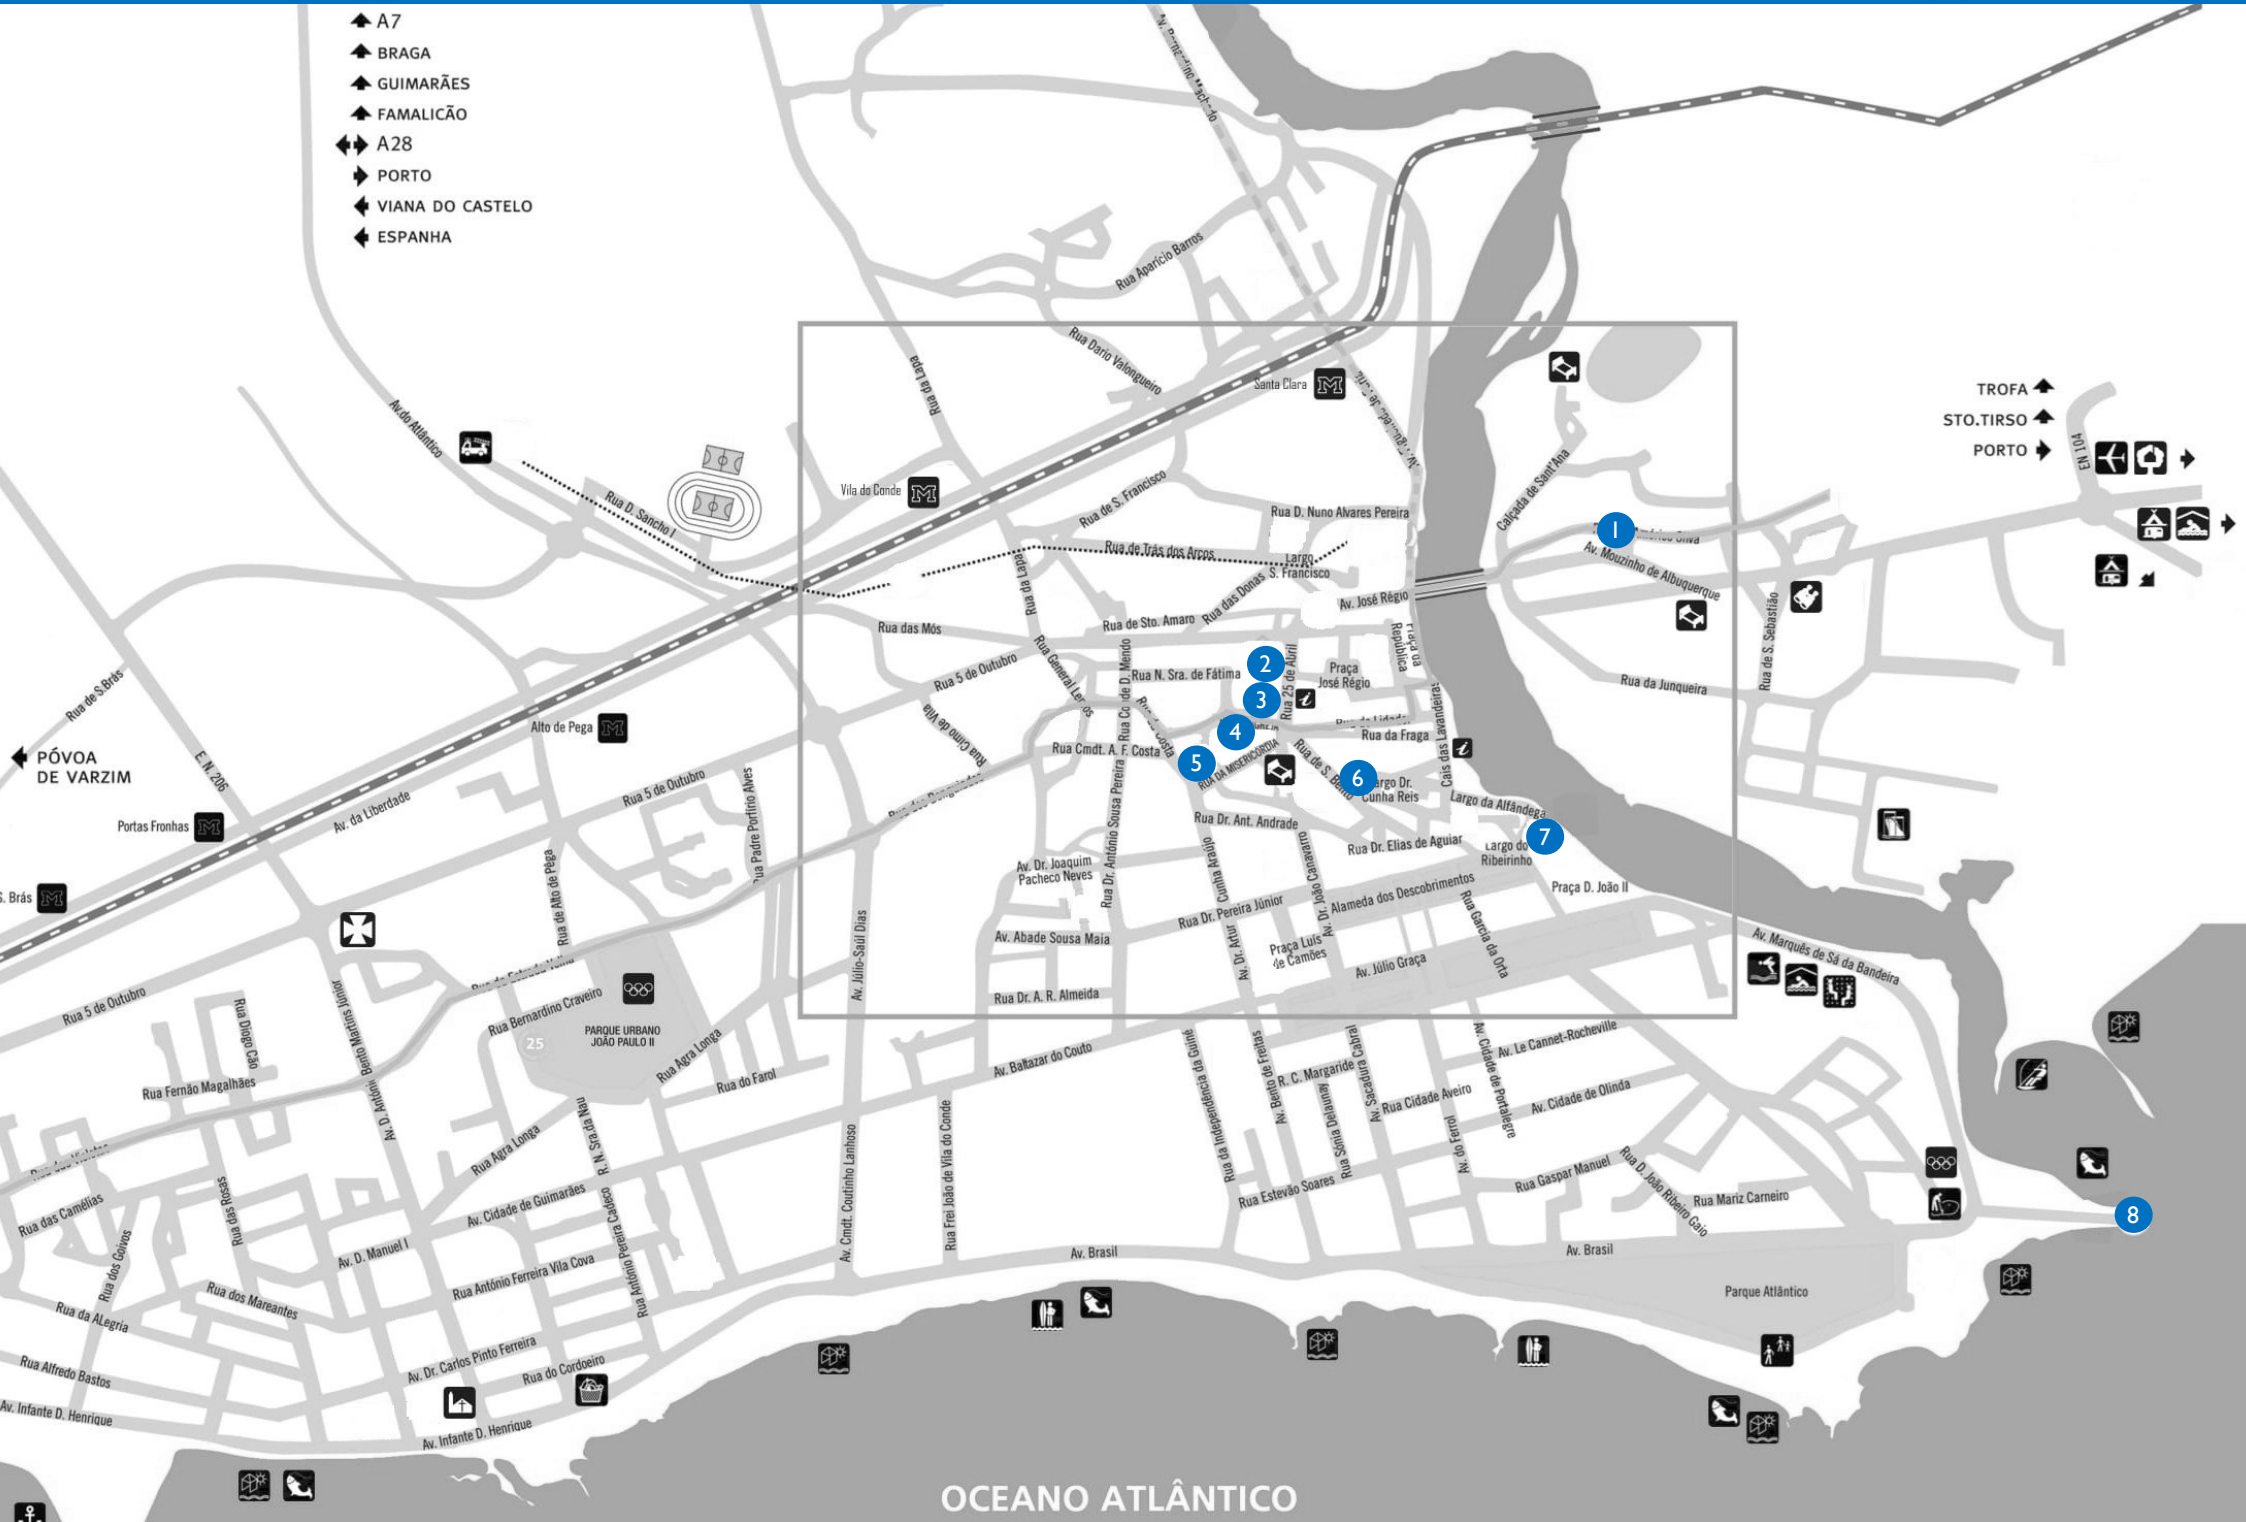 A7
BRAGA
GUIMARÃES
FAMALICÃO
A28
PORTO
VIANA DO CASTELO
ESPANHA
Rua Aparício Barros
Rua Dario Valongueiro
Rua da Lapa
Santa Clara
Av.do Atlântico
Vila do Conde
Rua D. Sancho I
Rua de S. Francisco
Rua D. Nuno Alvares Pereira
Rua de Trás dos Arcos
Largo
S. Francisco
Calçada de Sant'Ana
TROFA
STO.TIRSO
PORTO
EN 104
1
Av. Mouzinho de Albuquerque
Rua da Lapa
Rua das Donas
Av. José Régio
Rua das Mós
Rua de Sto. Amaro
Praça da
República
Rua de S. Sebastião
Rua da Junqueira
Rua 5 de Outubro
Rua N. Sra. de Fátima
2
3
4
5
6
7
8
Rua 25 de Abril
Praça
José Régio
i
Rua de S.Brás
Alto de Pega
Rua Cimo de Vila
Rua Cmdt. A. F. Costa
RUA DA MISERICÓRDIA
Rua da Fraga
i
Cais das Lavandeiras
PÓVOA
DE VARZIM
E. N. 206
Rua 5 de Outubro
Av. da Liberdade
Portas Fronhas
Cunha Reis
Largo da Alfândega
Rua Dr. Ant. Andrade
Rua Dr. Elias de Aguiar
Largo do
Ribeirinho
Rua Dr. António Sousa Pereira
Av. Dr. Joaquim
Pacheco Neves
Rua de Alto de Pêga
S. Brás
Praça D. João II
Alameda dos Descobrimentos
Rua Dr. Pereira Júnior
Av. Dr. João Canavarro
Rua Garcia da Orta
Av. Abade Sousa Maia
Praça Luís
de Camões
Av. Júlio Graça
Av. Júlio-Saúl Dias
Av. Marquês de Sá da Bandeira
Rua Dr. A. R. Almeida
Rua 5 de Outubro
Rua Diogo Cão
Rua Bernardino Craveiro
PARQUE URBANO
JOÃO PAULO II
25
Rua Agra Longa
Rua do Farol
Av. Baltazar do Couto
Rua da Independência da Guiné
Av. Bento de Freitas
R. C. Margaride
Av. Sacadura Cabral
Av. Le Cannet-Rocheville
Av. Cidade de Portalegre
Rua Cidade Aveiro
Av. Cidade de Olinda
Rua Fernão Magalhães
R. N. Sra.da Nau
Rua Agra Longa
Rua Frei João de Vila do Conde
Av. Cmdt. Coutinho Lanhoso
Rua Sónia Delaunay
Av. do Ferrol
Rua Gaspar Manuel
Rua D. João Ribeiro Gaio
Rua Mariz Carneiro
Rua Estevão Soares
Rua das Camélias
Rua das Rosas
Rua dos Goivos
Av. Cidade de Guimarães
Av. D. Manuel I
Rua António Pereira Cadeco
Av. Brasil
Av. Brasil
Rua António Ferreira Vila Cova
Rua dos Mareantes
Rua da ALegria
Parque Atlântico
Av. Dr. Carlos Pinto Ferreira
Rua do Cordoeiro
Rua Alfredo Bastos
Av. Infante D. Henrique
Av. Infante D. Henrique
OCEANO ATLÂNTICO